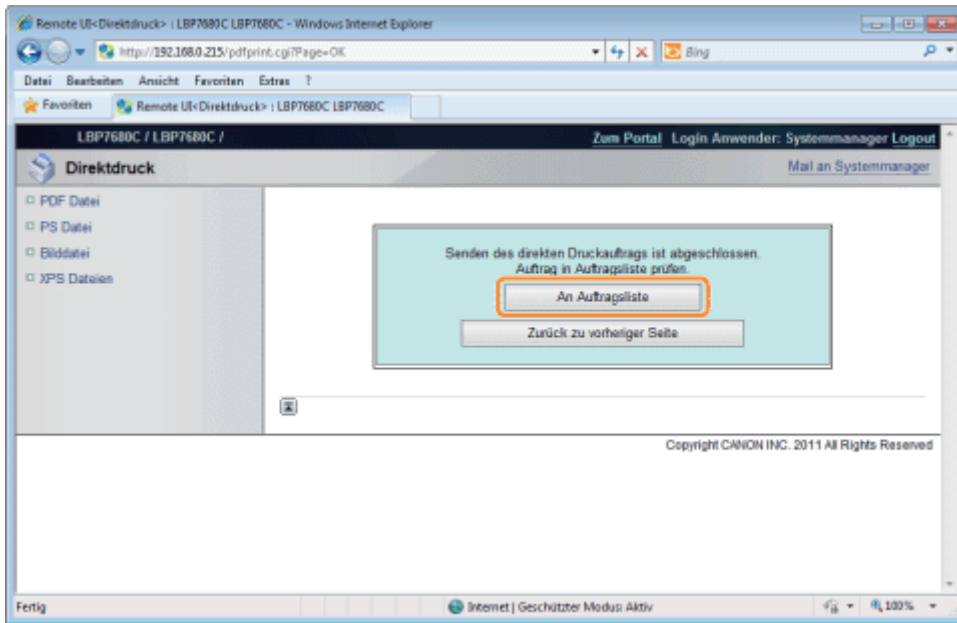 Remote UI<Direktdruck> : LBP7680C LBP7680C - Windows Internet Explorer
http://192.168.0.215/pdfprint.cgi?Page=OK
Bing
Datei Bearbeiten Ansicht Favoriten Extras ?
Favoriten Remote UI<Direktdruck> : LBP7680C LBP7680C
LBP7680C / LBP7680C / Zum Portal Login Anwender: Systemmanager Logout
Direktdruck Mail an Systemmanager
PDF Datei
PS Datei
Bilddatei
XPS Dateien
Senden des direkten Druckauftrags ist abgeschlossen.
Auftrag in Auftragsliste prüfen.
An Auftragsliste
Zurück zu vorheriger Seite
Copyright CANON INC. 2011 All Rights Reserved
Fertig Internet | Geschützter Modus: Aktiv 100%